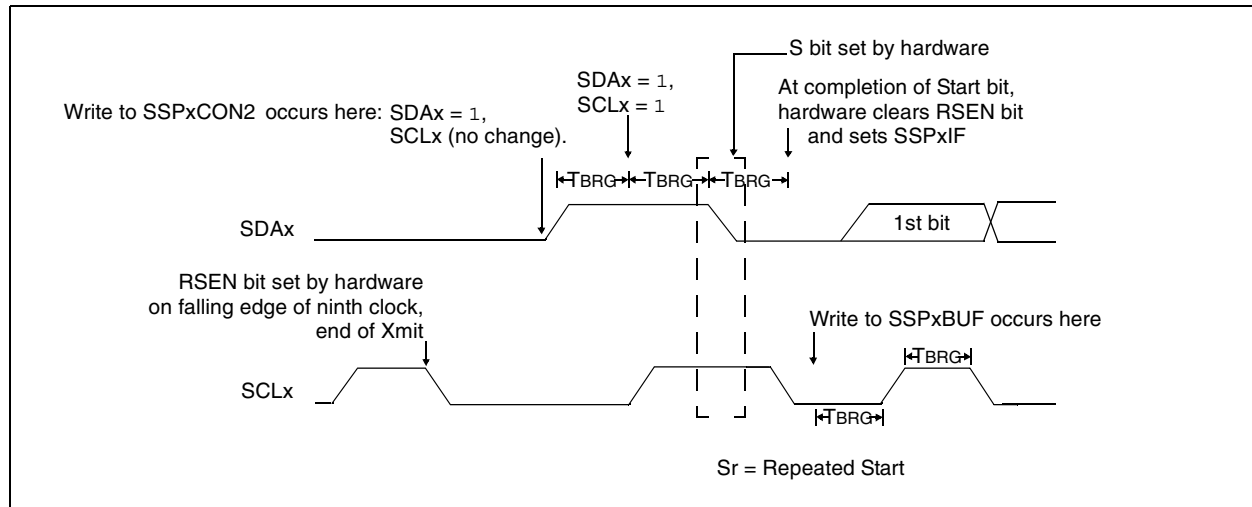 S bit set by hardware
SDAx = 1,
SCLx = 1
At completion of Start bit,
hardware clears RSEN bit
and sets SSPxIF
Write to SSPxCON2 occurs here: SDAx = 1,
SCLx (no change).
TBRG TBRG TBRG
SDAx
1st bit
RSEN bit set by hardware
on falling edge of ninth clock,
end of Xmit
Write to SSPxBUF occurs here
TBRG
SCLx
TBRG
Sr = Repeated Start